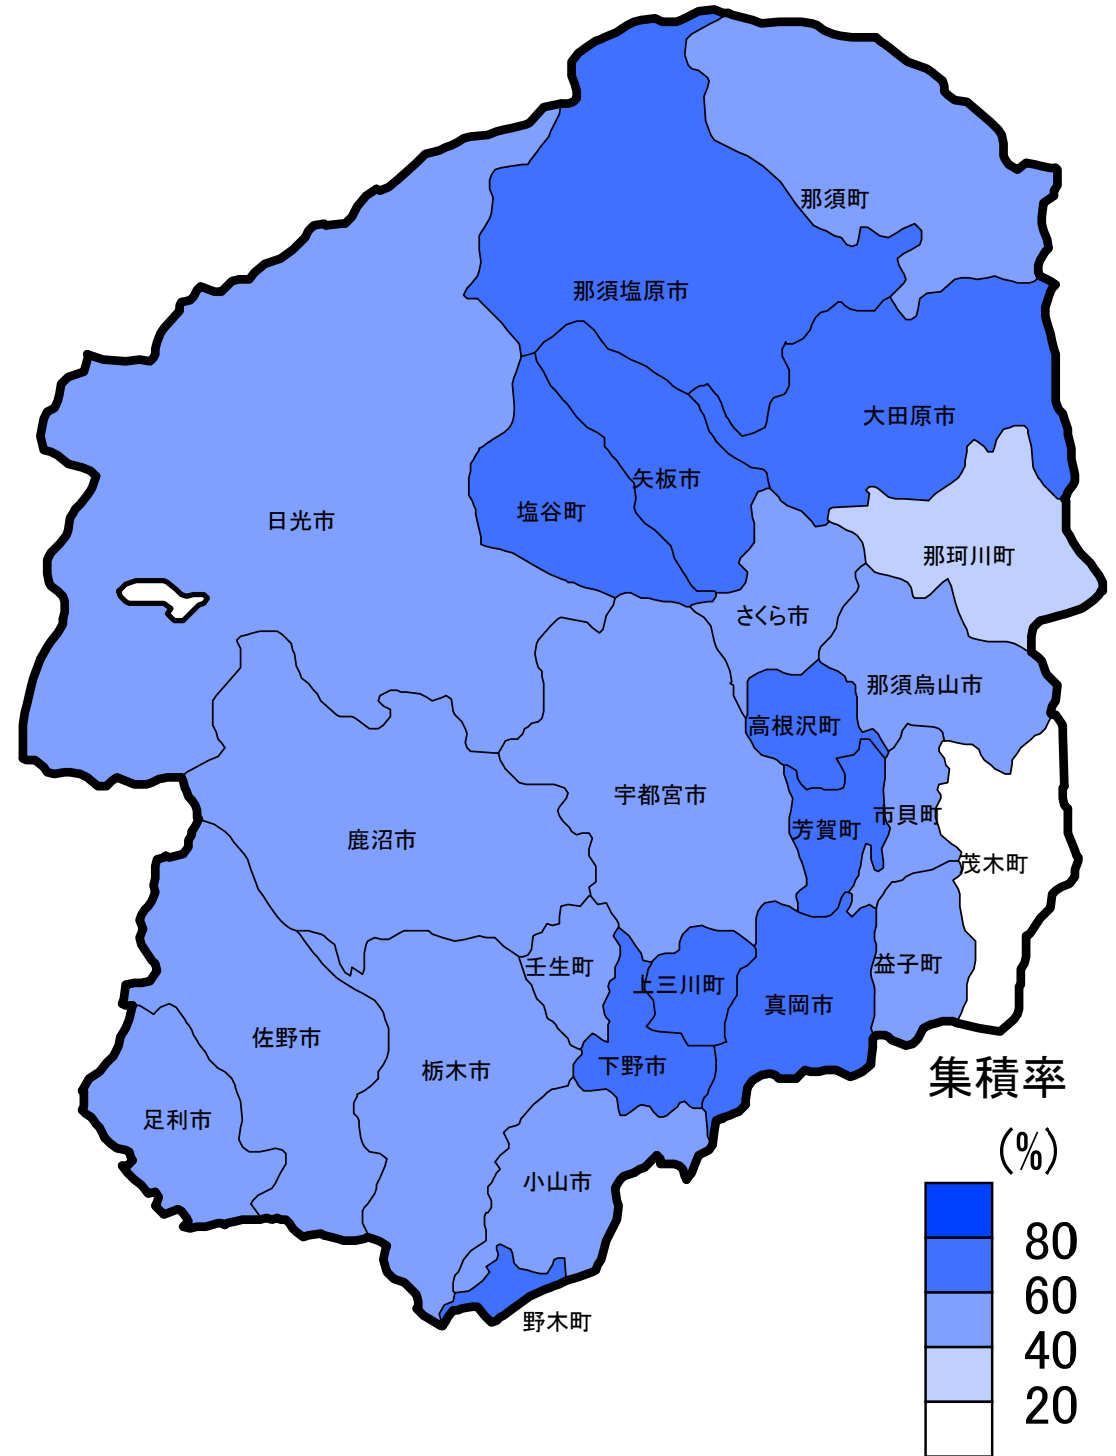 那須町
那須塩原市
大田原市
矢板市
塩谷町
日光市
那珂川町
さくら市
那須烏山市
高根沢町
宇都宮市
市貝町
芳賀町
鹿沼市
茂木町
壬生町
益子町
上三川町
真岡市
佐野市
下野市
栃木市
足利市
小山市
野木町
集積率
(%)
80
60
40
20